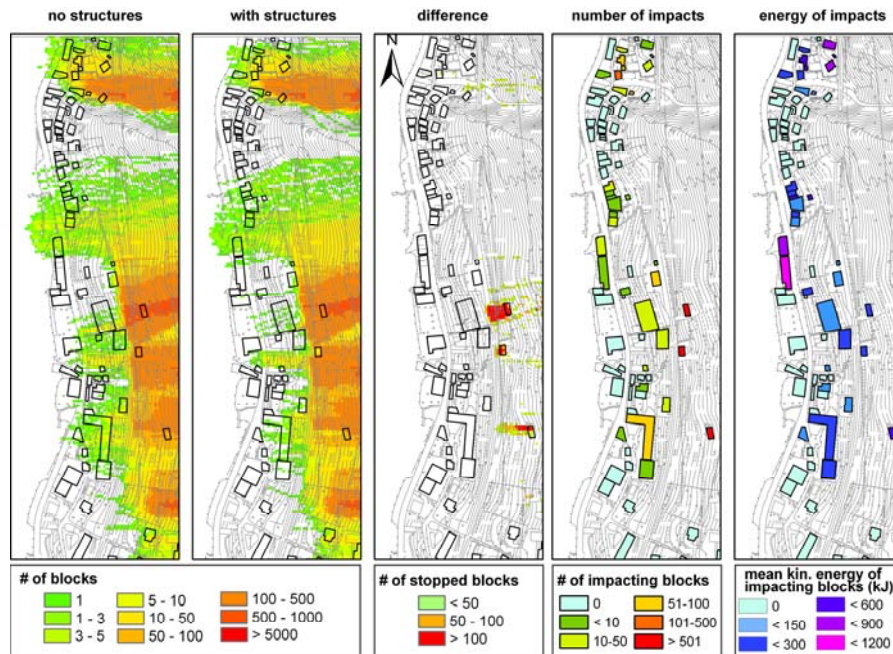 no structures
with structures
difference
number of impacts
energy of impacts
N
# of blocks
1
1 - 3
3 - 5
5 - 10
10 - 50
50 - 100
100 - 500
500 - 1000
> 5000
# of stopped blocks
< 50
50 - 100
> 100
# of impacting blocks
0
< 10
10-50
51-100
101-500
> 501
mean kin. energy of
impacting blocks (kJ)
0
< 150
< 300
< 600
< 900
< 1200